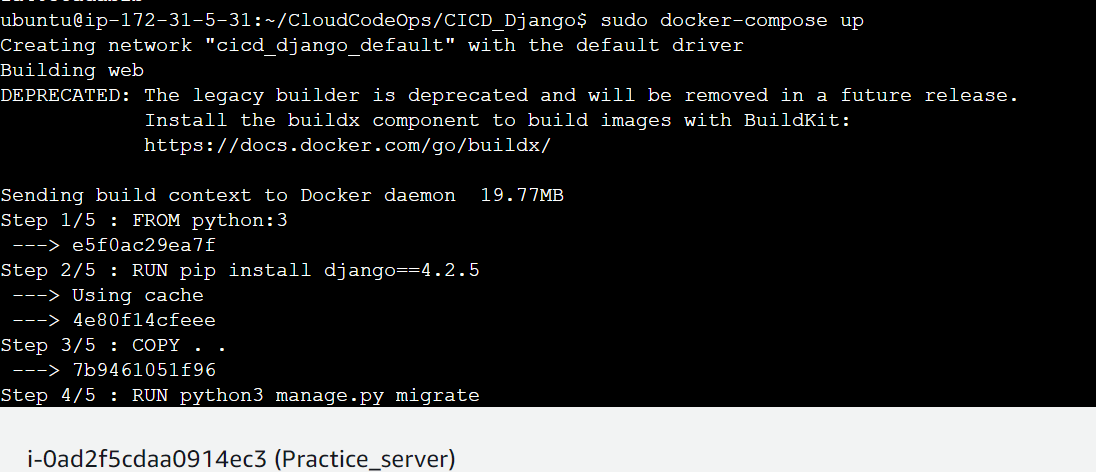 ubuntu@ip-172-31-5-31:~/CloudCodeOps/CICD_Django$ sudo docker-compose up
Creating network "cicd_django_default" with the default driver
Building web
DEPRECATED: The legacy builder is deprecated and will be removed in a future release.
            Install the buildx component to build images with BuildKit:
            https://docs.docker.com/go/buildx/

Sending build context to Docker daemon  19.77MB
Step 1/5 : FROM python:3
 ---> e5f0ac29ea7f
Step 2/5 : RUN pip install django==4.2.5
 ---> Using cache
 ---> 4e80f14cfeee
Step 3/5 : COPY . .
 ---> 7b9461051f96
Step 4/5 : RUN python3 manage.py migrate
i-0ad2f5cdaa0914ec3 (Practice_server)